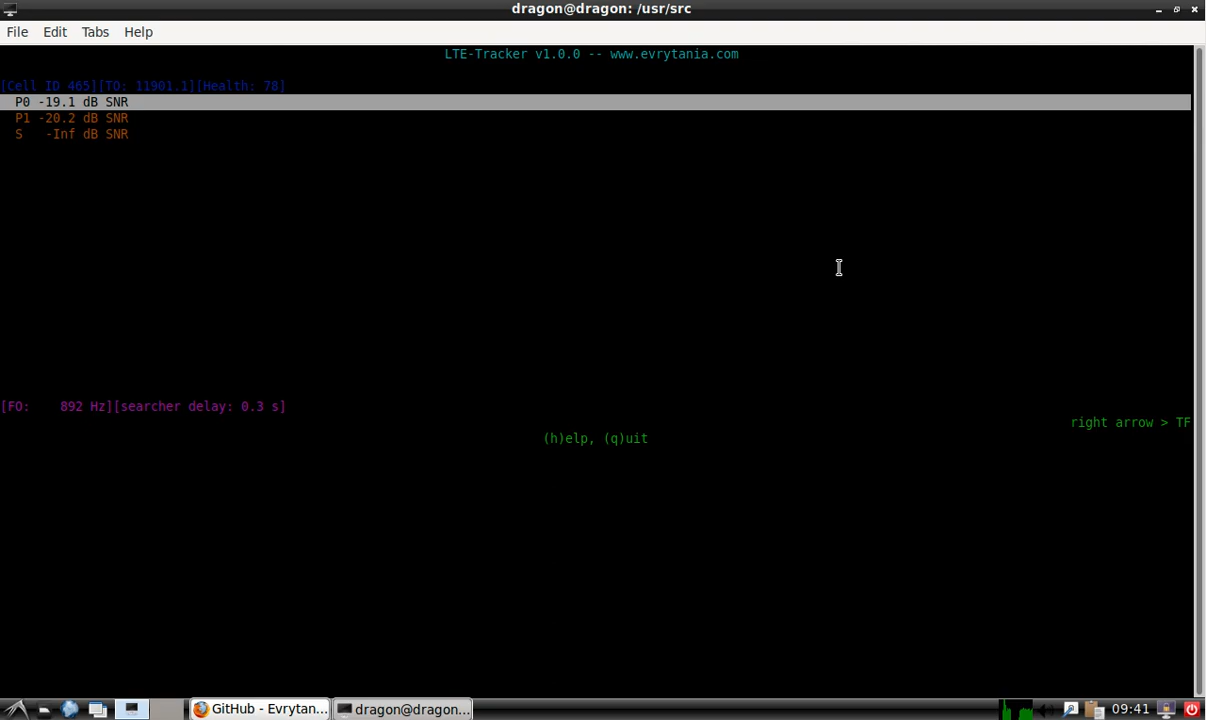 dragon@dragon: /usr/src
File Edit Tabs Help
LTE-Tracker v1.0.0 -- www.evrytania.com
[Cell ID 465][TO: 11901.1][Health: 78]
P0 -19.1 dB SNR
P1 -20.2 dB SNR
S -Inf dB SNR
[FO: 892 Hz][searcher delay: 0.3 s]
right arrow > TF
(h)elp, (q)uit
GitHub - Evrytan... dragon@dragon... 09:41